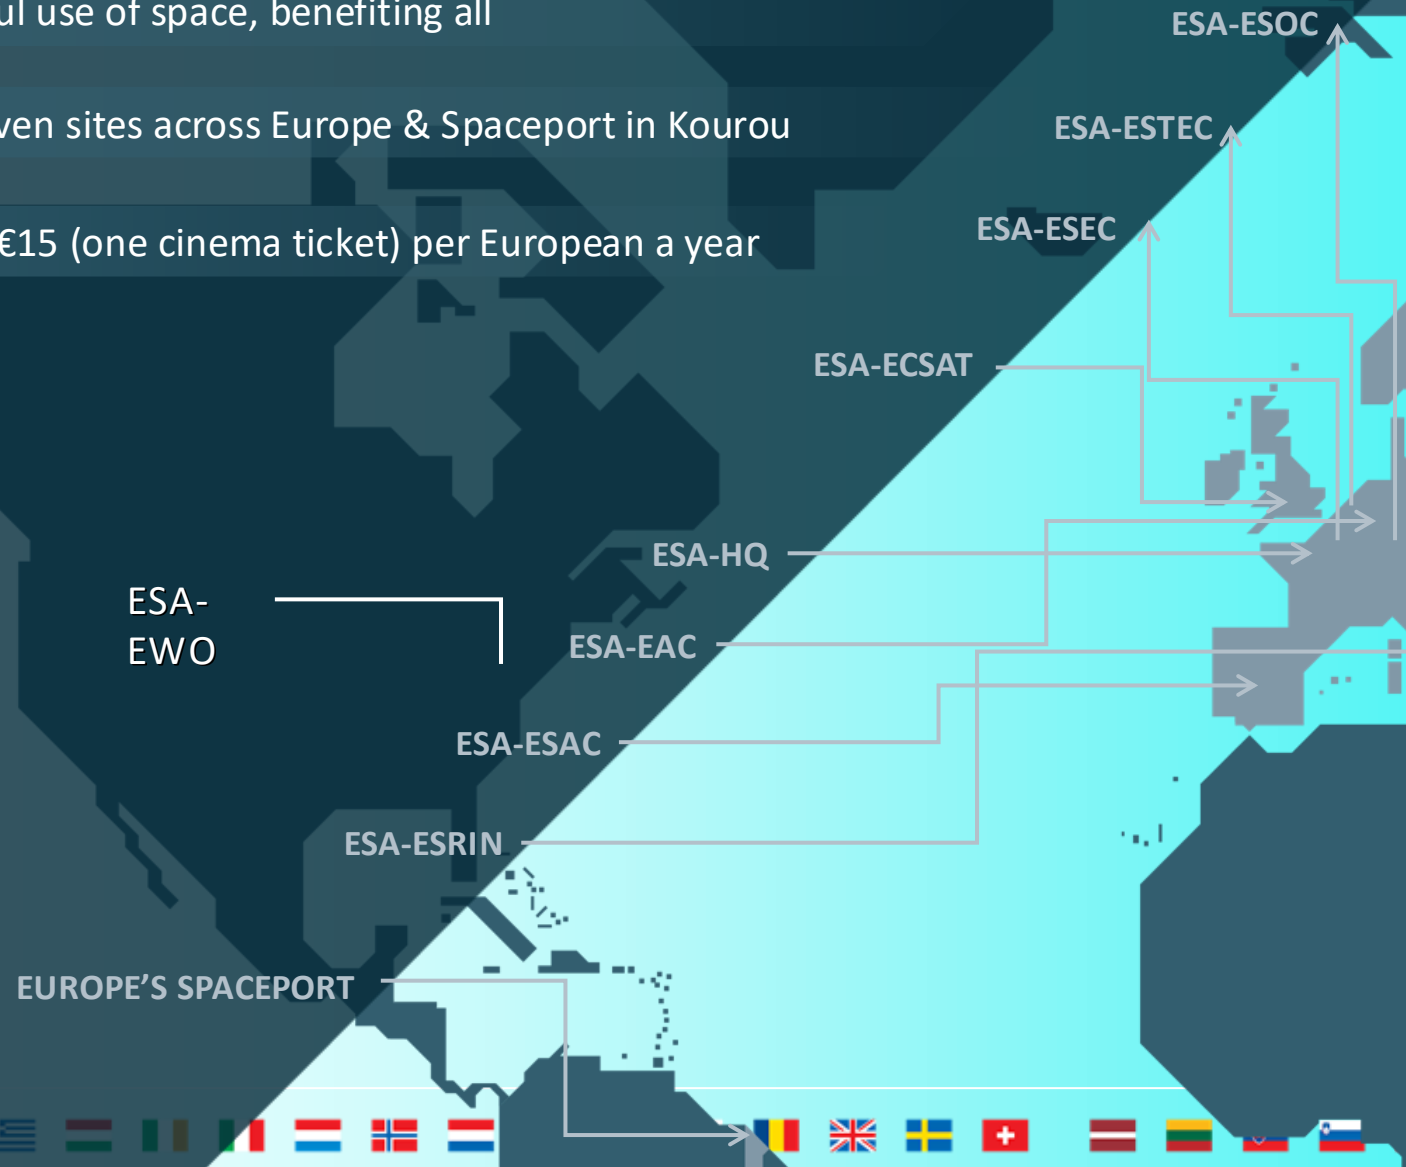 use of space, benefiting all
sites across Europe & Spaceport in Kourou
€15 (one cinema ticket) per European a year
ESA-ESOC
ESA-ESTEC
ESA-ESEC
ESA-ECSAT
ESA-HQ
ESA-
EWO
ESA-EAC
ESA-ESAC
ESA-ESRIN
EUROPE’S SPACEPORT